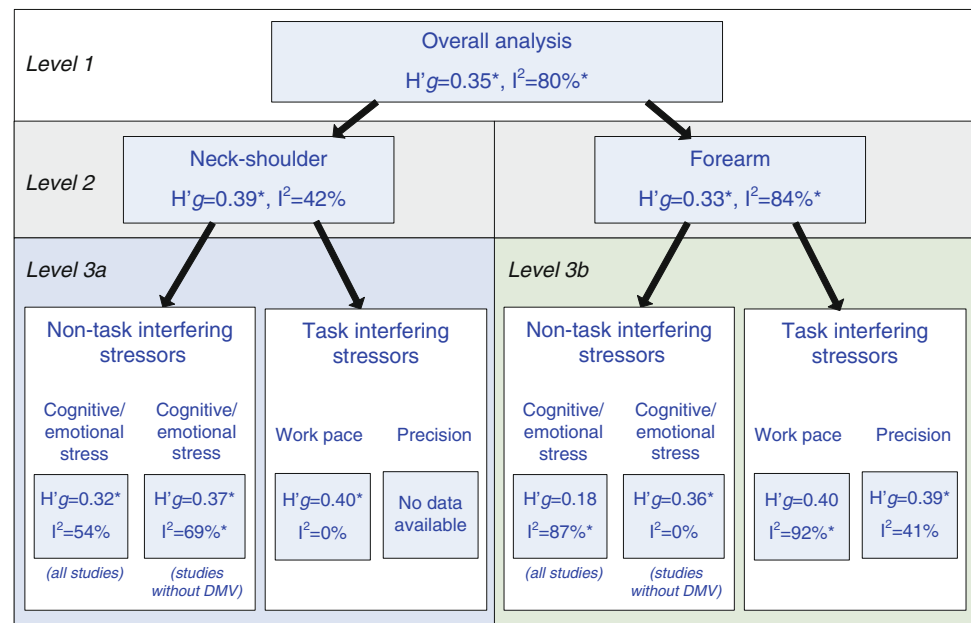 Level 1
Overall analysis
H'g=0.35*, I²=80%*
Level 2
Neck-shoulder
H'g=0.39*, I²=42%
Forearm
H'g=0.33*, I²=84%*
Level 3a
Non-task interfering
stressors
Cognitive/
emotional
stress
H'g=0.32*
I²=54%
(all studies)
Cognitive/
emotional
stress
H'g=0.37*
I²=69%*
(studies
without DMV)
Task interfering
stressors
Work pace
H'g=0.40*
I²=0%
Precision
No data
available
Level 3b
Non-task interfering
stressors
Cognitive/
emotional
stress
H'g=0.18
I²=87%*
(all studies)
Cognitive/
emotional
stress
H'g=0.36*
I²=0%
(studies
without DMV)
Task interfering
stressors
Work pace
H'g=0.40
I²=92%*
Precision
H'g=0.39*
I²=41%